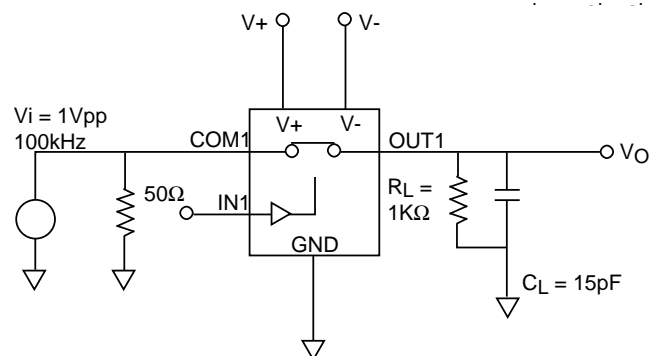 V+
V-
Vi = 1Vpp
100kHz
V+
V-
COM1
OUT1
VO
50Ω
IN1
RL =
1KΩ
GND
CL = 15pF